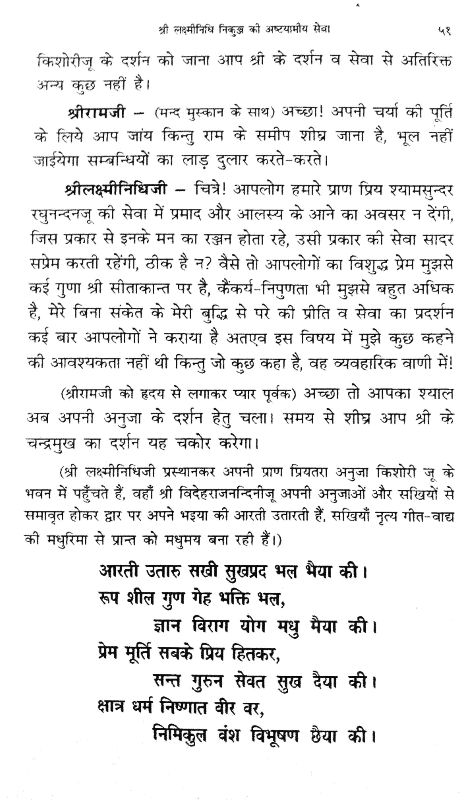 श्री लक्ष्मीनिधि निकुञ्ज की अष्टयामीय सेवा ५१
किशोरीजू के दर्शन को जाना आप श्री के दर्शन व सेवा से अतिरिक्त
अन्य कुछ नहीं है।
श्रीरामजी – (मन्द मुस्कान के साथ) अच्छा! अपनी चर्या की पूर्ति
के लिये आप जांय किन्तु राम के समीप शीघ्र जाना है, भूल नहीं
जाईयेगा सम्बन्धियों का लाड़ दुलार करते-करते।
श्रीलक्ष्मीनिधिजी – चित्रे! आपलोग हमारे प्राण प्रिय श्यामसुन्दर
रघुनन्दनजू की सेवा में प्रमाद और आलस्य के आने का अवसर न देंगी,
जिस प्रकार से इनके मन का रञ्जन होता रहे, उसी प्रकार की सेवा सादर
सप्रेम करती रहेंगी, ठीक है न? वैसे तो आपलोगों का विशुद्ध प्रेम मुझसे
कई गुणा श्री सीताकान्त पर है, कैंकर्य-निपुणता भी मुझसे बहुत अधिक
है, मेरे बिना संकेत के मेरी बुद्धि से परे की प्रीति व सेवा का प्रदर्शन
कई बार आपलोगों ने कराया है अतएव इस विषय में मुझे कुछ कहने
की आवश्यकता नहीं थी किन्तु जो कुछ कहा है, वह व्यवहारिक वाणी में!
(श्रीरामजी को हृदय से लगाकर प्यार पूर्वक) अच्छा तो आपका श्याल
अब अपनी अनुजा के दर्शन हेतु चला। समय से शीघ्र आप श्री के
चन्द्रमुख का दर्शन यह चकोर करेगा।
(श्री लक्ष्मीनिधिजी प्रस्थानकर अपनी प्राण प्रियतरा अनुजा किशोरी जू के
भवन में पहुँचते हैं, वहाँ श्री विदेहराजनन्दिनीजू अपनी अनुजाओं और सखियों से
समावृत होकर द्वार पर अपने भइया की आरती उतारती हैं, सखियाँ नृत्य गीत-वाद्य
की मधुरिमा से प्रान्त को मधुमय बना रही हैं।)
आरती उतारु सखी सुखप्रद भल भैया की।
रूप शील गुण गेह भक्ति भल,
ज्ञान विराग योग मधु मैया की।
प्रेम मूर्ति सबके प्रिय हितकर,
सन्त गुरुन सेवत सुख दैया की।
क्षात्र धर्म निष्णात वीर वर,
निमिकुल वंश विभूषण छैया की।